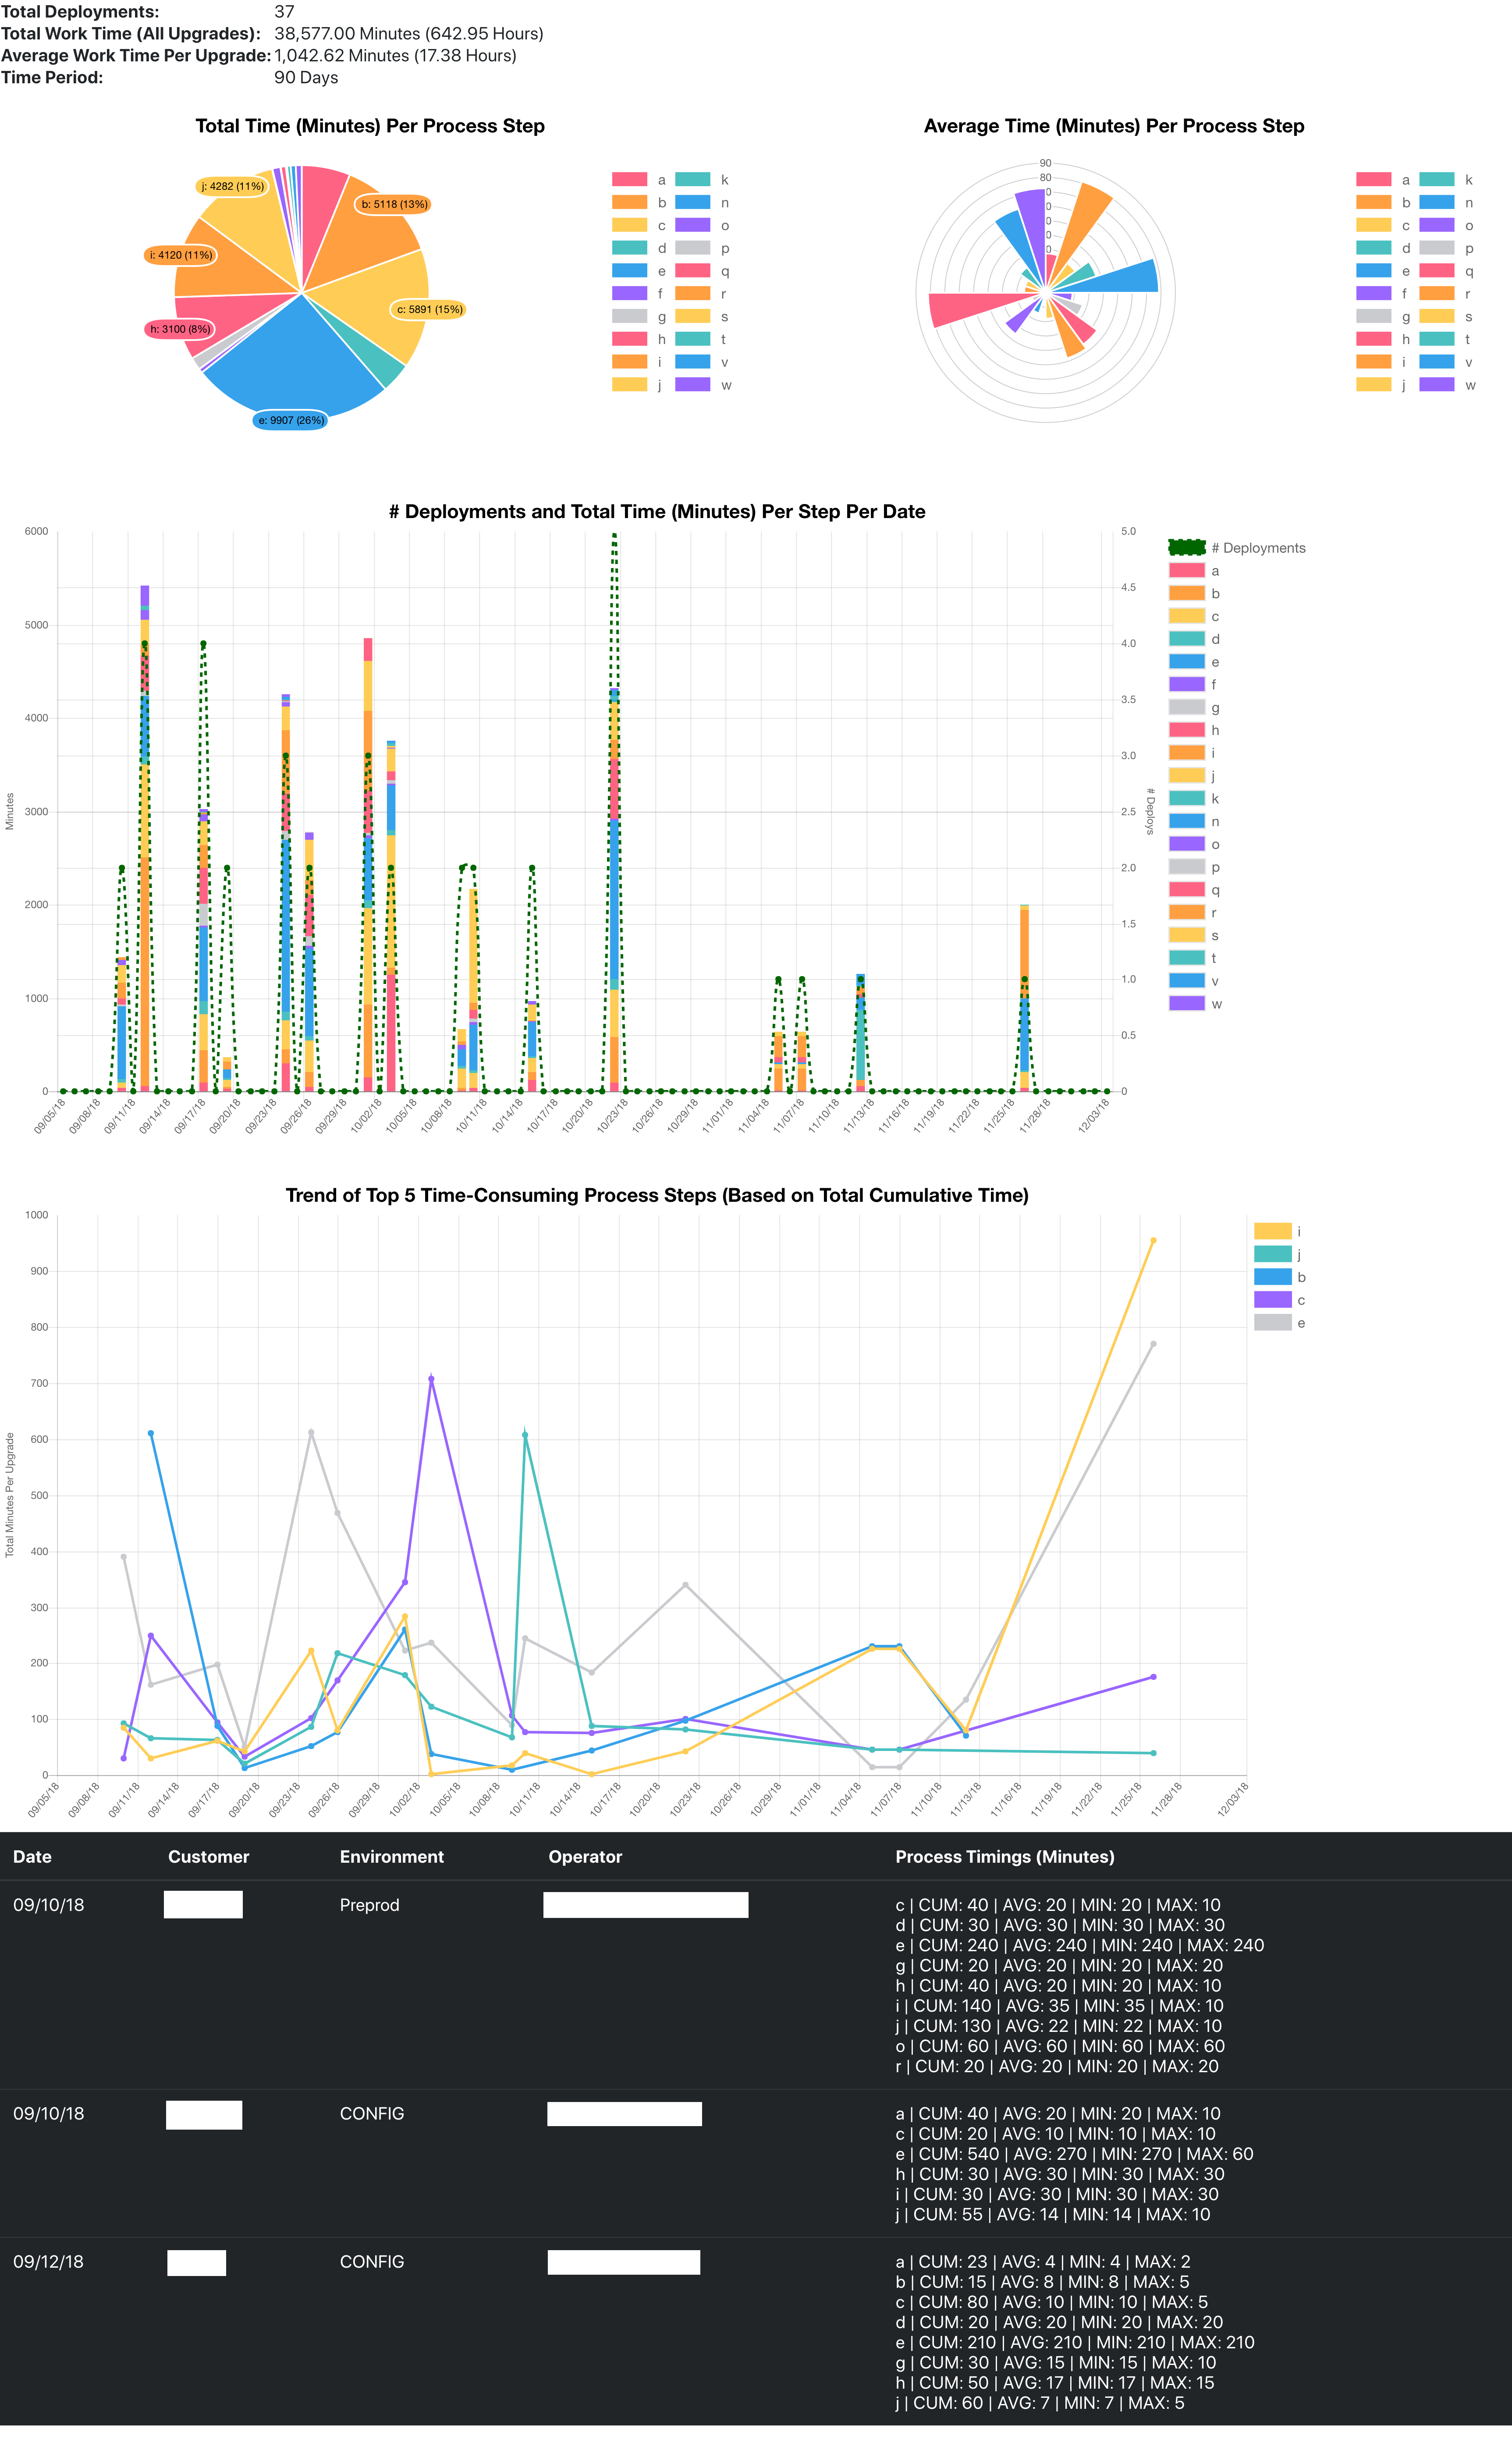 Total Deployments: 37
Total Work Time (All Upgrades): 38,577.00 Minutes (642.95 Hours)
Average Work Time Per Upgrade: 1,042.62 Minutes (17.38 Hours)
Time Period: 90 Days
Total Time (Minutes) Per Process Step
j: 4282 (11%)
b: 5118 (13%)
i: 4120 (11%)
c: 5891 (15%)
h: 3100 (8%)
e: 9907 (26%)
a k
b n
c o
d p
e q
f r
g s
h t
i v
j w
Average Time (Minutes) Per Process Step
90
80
0
0
0
0
a k
b n
c o
d p
e q
f r
g s
h t
i v
j w
# Deployments and Total Time (Minutes) Per Step Per Date
Minutes
6000
5000
4000
3000
2000
1000
0
5.0
4.5
4.0
3.5
3.0
2.5
2.0
1.5
1.0
0.5
0
# Deploys
09/05/18 09/08/18 09/11/18 09/14/18 09/17/18 09/20/18 09/23/18 09/26/18 09/29/18 10/02/18 10/05/18 10/08/18 10/11/18 10/14/18 10/17/18 10/20/18 10/23/18 10/26/18 10/29/18 11/01/18 11/04/18 11/07/18 11/10/18 11/13/18 11/16/18 11/19/18 11/22/18 11/25/18 11/28/18 12/03/18
# Deployments
a
b
c
d
e
f
g
h
i
j
k
n
o
p
q
r
s
t
v
w
Trend of Top 5 Time-Consuming Process Steps (Based on Total Cumulative Time)
Total Minutes Per Upgrade
1000
900
800
700
600
500
400
300
200
100
0
09/05/18 09/08/18 09/11/18 09/14/18 09/17/18 09/20/18 09/23/18 09/26/18 09/29/18 10/02/18 10/05/18 10/08/18 10/11/18 10/14/18 10/17/18 10/20/18 10/23/18 10/26/18 10/29/18 11/01/18 11/04/18 11/07/18 11/10/18 11/13/18 11/16/18 11/19/18 11/22/18 11/25/18 11/28/18 12/03/18
i
j
b
c
e
Date Customer Environment Operator Process Timings (Minutes)
09/10/18 Preprod c | CUM: 40 | AVG: 20 | MIN: 20 | MAX: 10
d | CUM: 30 | AVG: 30 | MIN: 30 | MAX: 30
e | CUM: 240 | AVG: 240 | MIN: 240 | MAX: 240
g | CUM: 20 | AVG: 20 | MIN: 20 | MAX: 20
h | CUM: 40 | AVG: 20 | MIN: 20 | MAX: 10
i | CUM: 140 | AVG: 35 | MIN: 35 | MAX: 10
j | CUM: 130 | AVG: 22 | MIN: 22 | MAX: 10
o | CUM: 60 | AVG: 60 | MIN: 60 | MAX: 60
r | CUM: 20 | AVG: 20 | MIN: 20 | MAX: 20
09/10/18 CONFIG a | CUM: 40 | AVG: 20 | MIN: 20 | MAX: 10
c | CUM: 20 | AVG: 10 | MIN: 10 | MAX: 10
e | CUM: 540 | AVG: 270 | MIN: 270 | MAX: 60
h | CUM: 30 | AVG: 30 | MIN: 30 | MAX: 30
i | CUM: 30 | AVG: 30 | MIN: 30 | MAX: 30
j | CUM: 55 | AVG: 14 | MIN: 14 | MAX: 10
09/12/18 CONFIG a | CUM: 23 | AVG: 4 | MIN: 4 | MAX: 2
b | CUM: 15 | AVG: 8 | MIN: 8 | MAX: 5
c | CUM: 80 | AVG: 10 | MIN: 10 | MAX: 5
d | CUM: 20 | AVG: 20 | MIN: 20 | MAX: 20
e | CUM: 210 | AVG: 210 | MIN: 210 | MAX: 210
g | CUM: 30 | AVG: 15 | MIN: 15 | MAX: 10
h | CUM: 50 | AVG: 17 | MIN: 17 | MAX: 15
j | CUM: 60 | AVG: 7 | MIN: 7 | MAX: 5